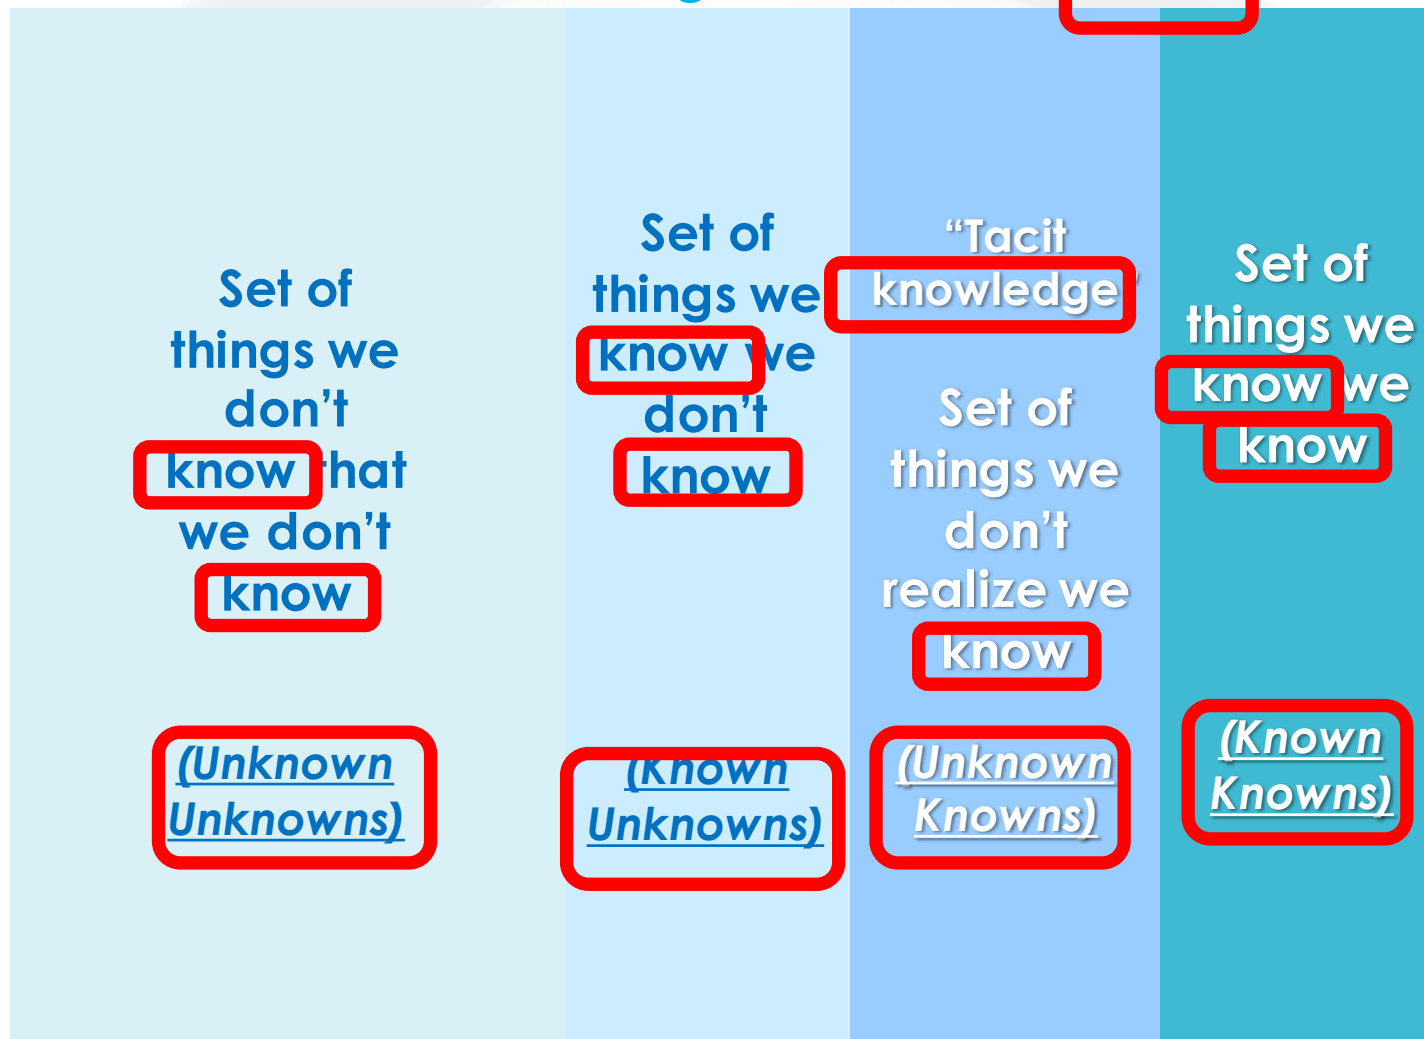 Set of
things we
don't
know that
we don't
know
(Unknown
Unknowns)
Set of
things we
know we
don't
know
(Known
Unknowns)
“Tacit
knowledge”
Set of
things we
don't
realize we
know
(Unknown
Knowns)
Set of
things we
know we
know
(Known
Knowns)